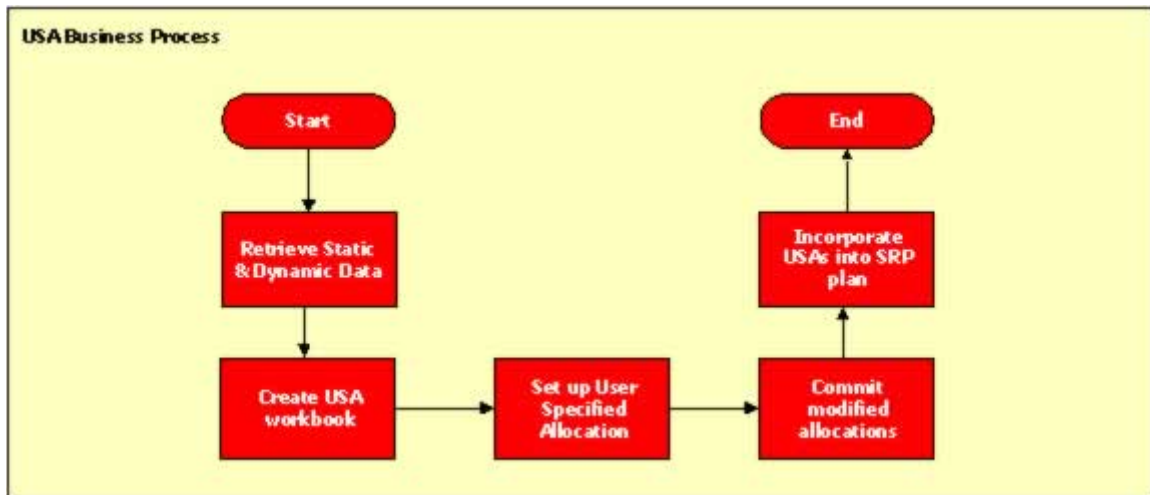 USA Business Process
Start
Retrieve Static
& Dynamic Data
Create USA
workbook
Set up User
Specified
Allocation
Commit
modified
allocations
Incorporate
USAs into SRP
plan
End